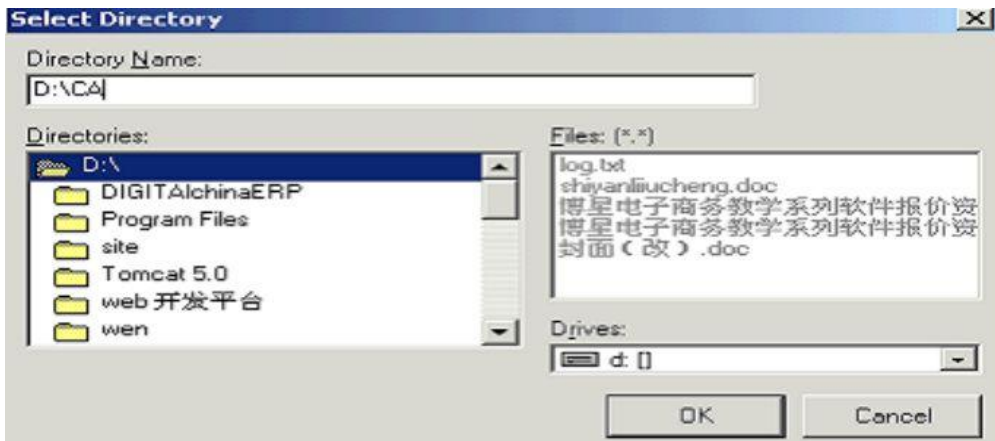 Select Directory
Directory Name:
D:\CA
Directories:
D:\
DIGITAlchinaERP
Program Files
site
Tomcat 5.0
web 开发平台
wen
Files: (*.*)
log.txt
shiyanliiucheng.doc
博星电子商务教学系列软件报价资
博星电子商务教学系列软件报价资
封面(改).doc
Drives:
d: []
OK
Cancel